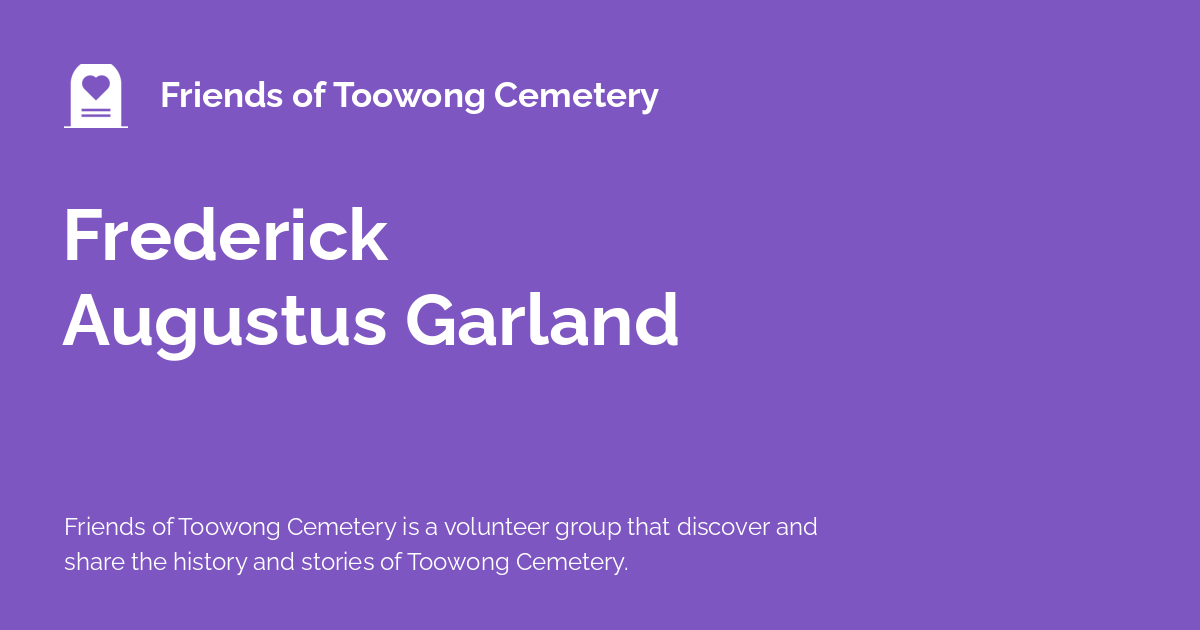 Friends of Toowong Cemetery
Frederick
Augustus Garland
Friends of Toowong Cemetery is a volunteer group that discover and
share the history and stories of Toowong Cemetery.